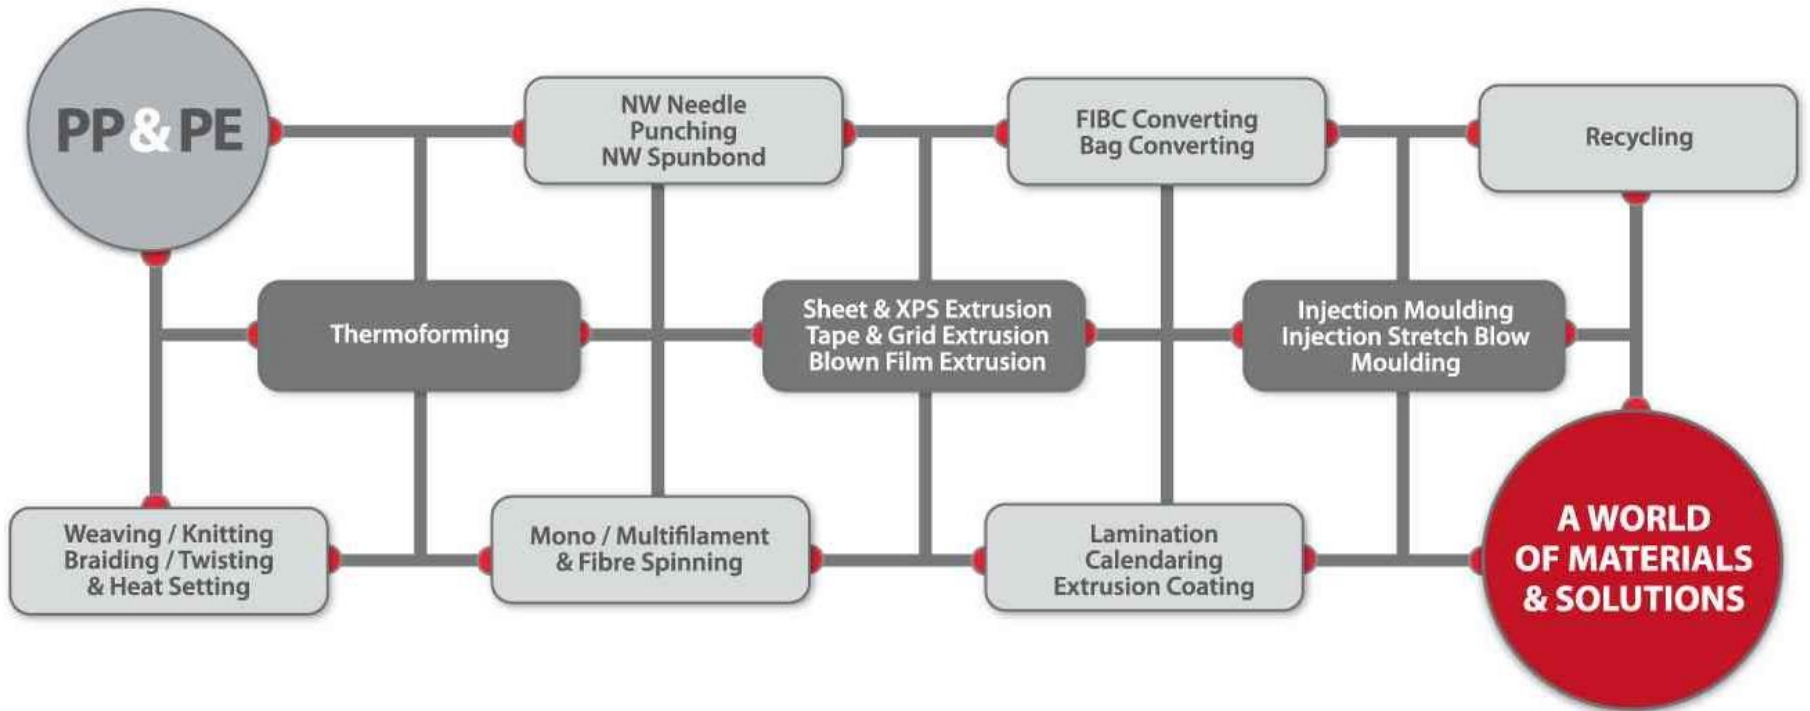 PP & PE
NW Needle
Punching
NW Spunbond
FIBC Converting
Bag Converting
Recycling
Thermoforming
Sheet & XPS Extrusion
Tape & Grid Extrusion
Blown Film Extrusion
Injection Moulding
Injection Stretch Blow
Moulding
Weaving / Knitting
Braiding / Twisting
& Heat Setting
Mono / Multifilament
& Fibre Spinning
Lamination
Calendaring
Extrusion Coating
A WORLD
OF MATERIALS
& SOLUTIONS